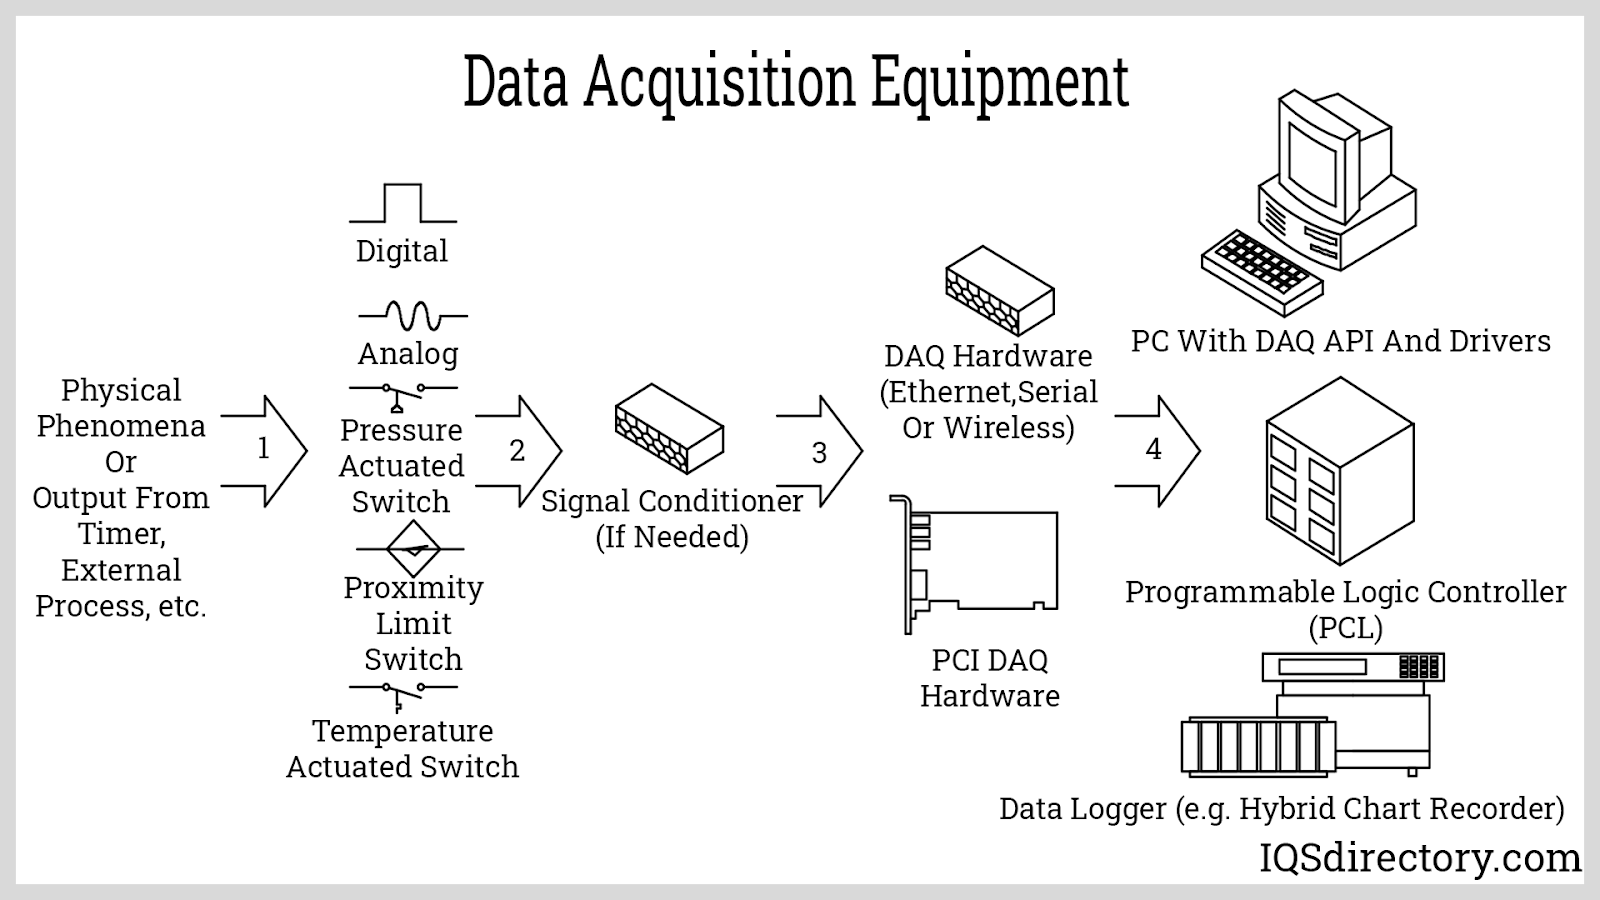 Data Acquisition Equipment
Physical
Phenomena
Or
Output From
Timer,
External
Process, etc.
1
Digital
Analog
Pressure
Actuated
Switch
Proximity
Limit
Switch
Temperature
Actuated Switch
2
Signal Conditioner
(If Needed)
3
DAQ Hardware
(Ethernet,Serial
Or Wireless)
PCI DAQ
Hardware
4
PC With DAQ API And Drivers
Programmable Logic Controller
(PCL)
Data Logger (e.g. Hybrid Chart Recorder)
IQSdirectory.com